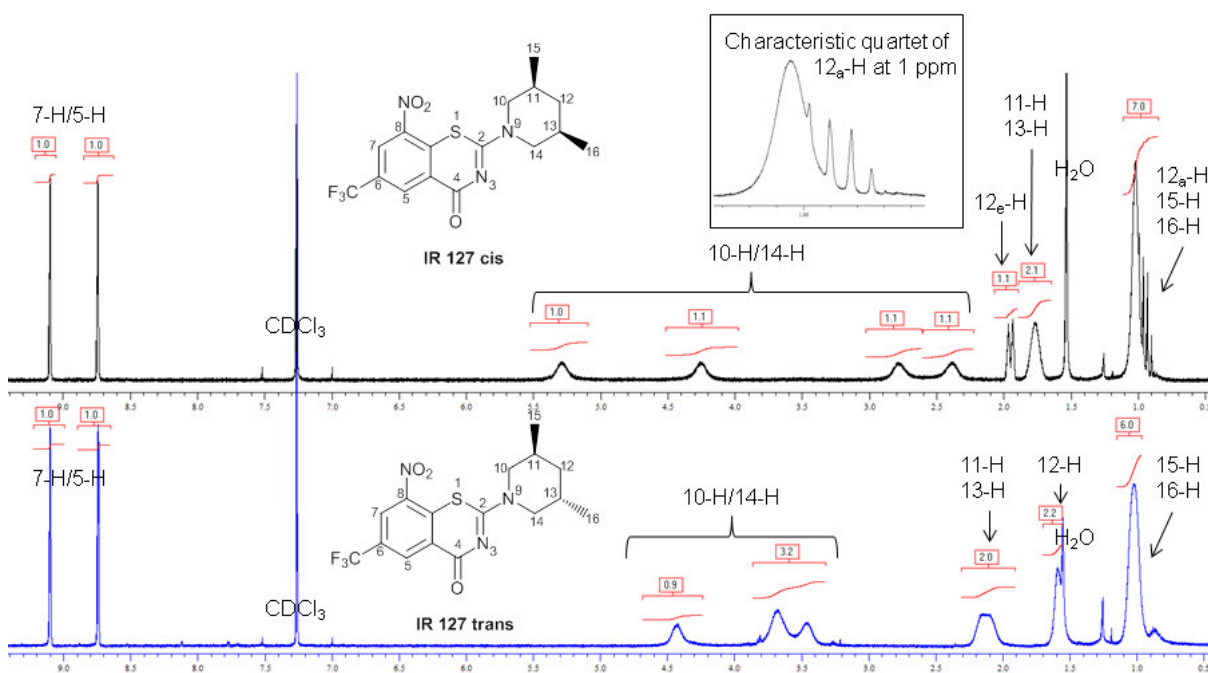 Characteristic quartet of
12a-H at 1 ppm
1.00
7-H/5-H
NO2
S
N
N
O
F3C
1
2
3
4
5
6
7
8
9
10
11
12
13
14
15
16
IR 127 cis
CDCl3
10-H/14-H
12e-H
11-H
13-H
H2O
12a-H
15-H
16-H
1.0
1.0
1.0
1.1
1.1
1.1
1.1
2.1
7.0
9.0 8.5 8.0 7.5 7.0 6.5 6.0 5.5 5.0 4.5 4.0 3.5 3.0 2.5 2.0 1.5 1.0 0.5
7-H/5-H
NO2
S
N
N
O
F3C
1
2
3
4
5
6
7
8
9
10
11
12
13
14
15
16
IR 127 trans
CDCl3
10-H/14-H
11-H
13-H
12-H
H2O
15-H
16-H
1.0
1.0
0.9
3.2
2.0
2.2
6.0
9.0 8.5 8.0 7.5 7.0 6.5 6.0 5.5 5.0 4.5 4.0 3.5 3.0 2.5 2.0 1.5 1.0 0.5